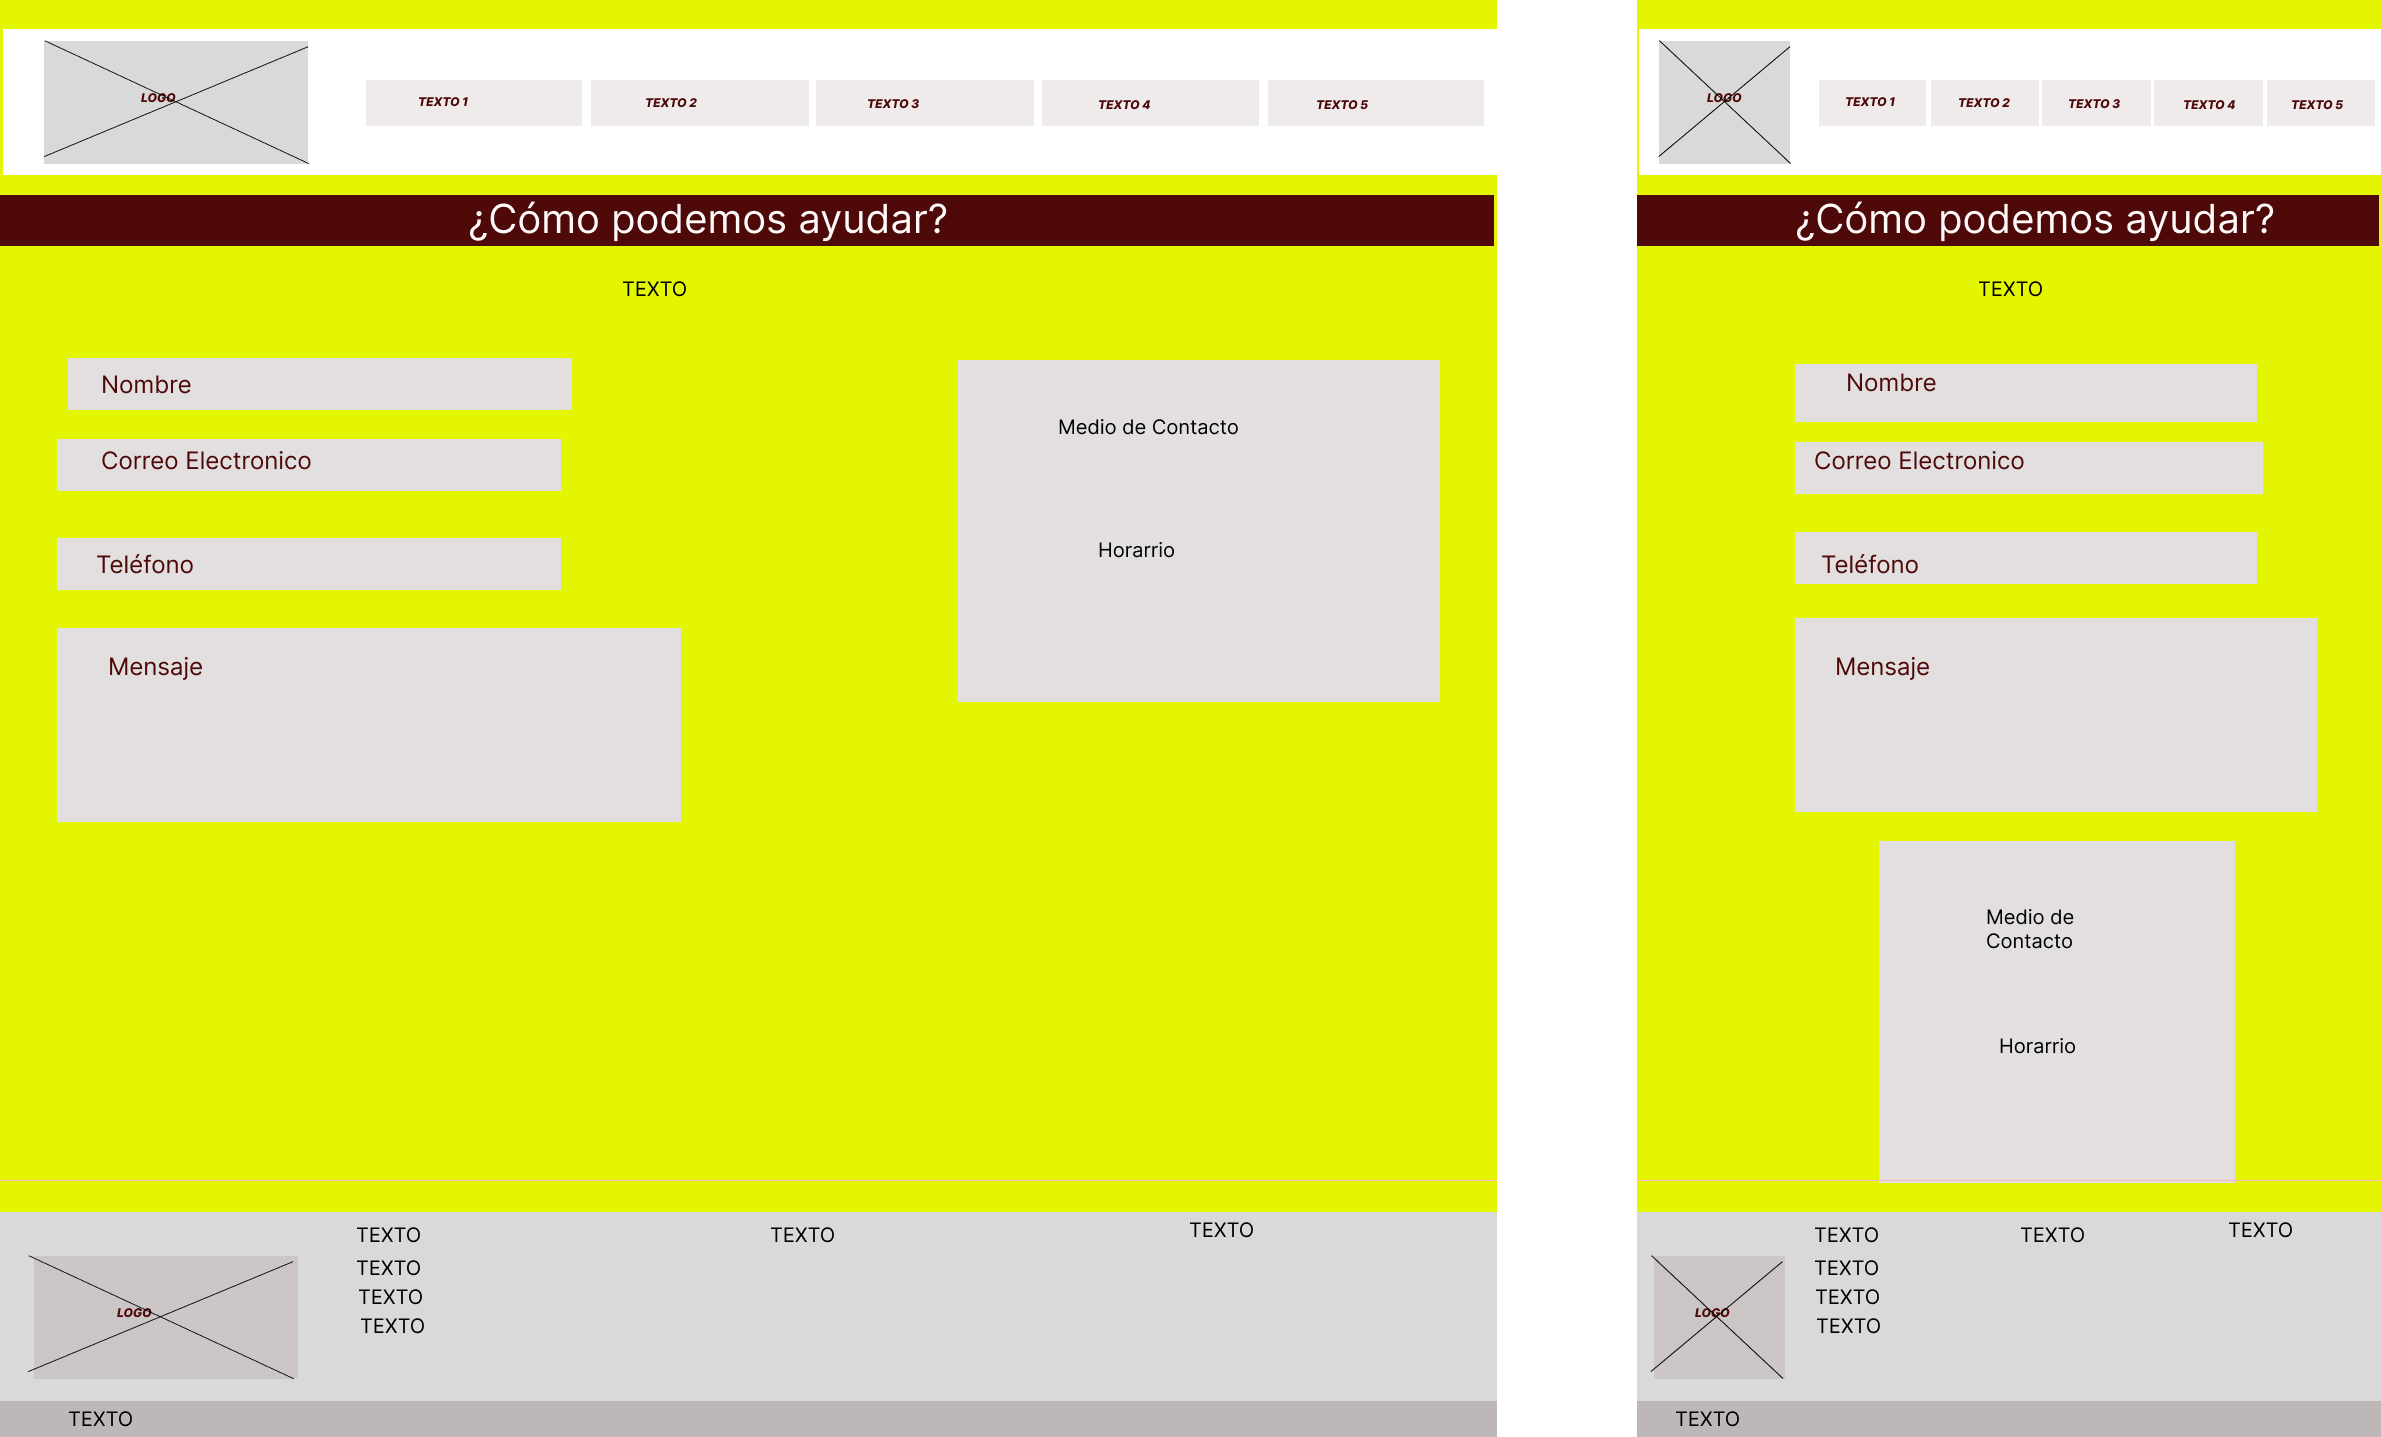 LOGO
TEXTO 1
TEXTO 2
TEXTO 3
TEXTO 4
TEXTO 5
¿Cómo podemos ayudar?
TEXTO
Nombre
Correo Electronico
Teléfono
Mensaje
Medio de Contacto
Horarrio
TEXTO
TEXTO
TEXTO
TEXTO
TEXTO
TEXTO
LOGO
TEXTO
LOGO
TEXTO 1
TEXTO 2
TEXTO 3
TEXTO 4
TEXTO 5
¿Cómo podemos ayudar?
TEXTO
Nombre
Correo Electronico
Teléfono
Mensaje
Medio de
Contacto
Horarrio
TEXTO
TEXTO
TEXTO
TEXTO
TEXTO
TEXTO
LOGO
TEXTO